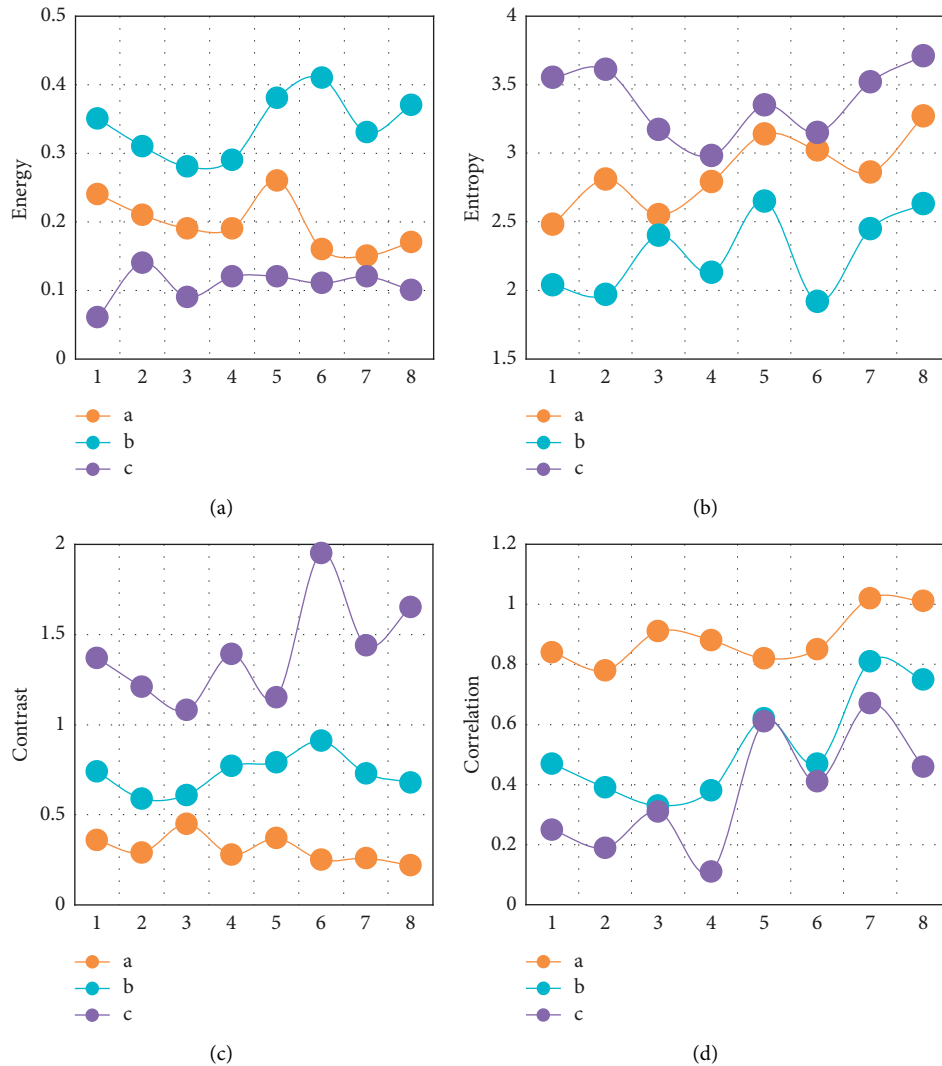 Energy
0.5
0.4
0.3
0.2
0.1
0
1 2 3 4 5 6 7 8
a
b
c
(a)
Entropy
4
3.5
3
2.5
2
1.5
1 2 3 4 5 6 7 8
a
b
c
(b)
Contrast
2
1.5
1
0.5
0
1 2 3 4 5 6 7 8
a
b
c
(c)
Correlation
1.2
1
0.8
0.6
0.4
0.2
0
1 2 3 4 5 6 7 8
a
b
c
(d)